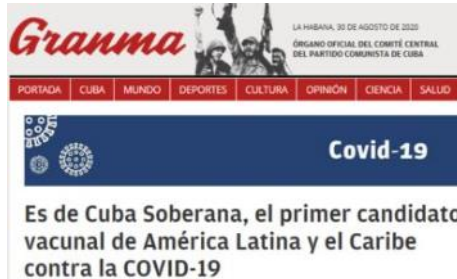 Granma
LA HABANA, 30 DE AGOSTO DE 2020
ÓRGANO OFICIAL DEL COMITÉ CENTRAL
DEL PARTIDO COMUNISTA DE CUBA
PORTADA CUBA MUNDO DEPORTES CULTURA OPINIÓN CIENCIA SALUD
Covid-19
Es de Cuba Soberana, el primer candidato
vacunal de América Latina y el Caribe
contra la COVID-19